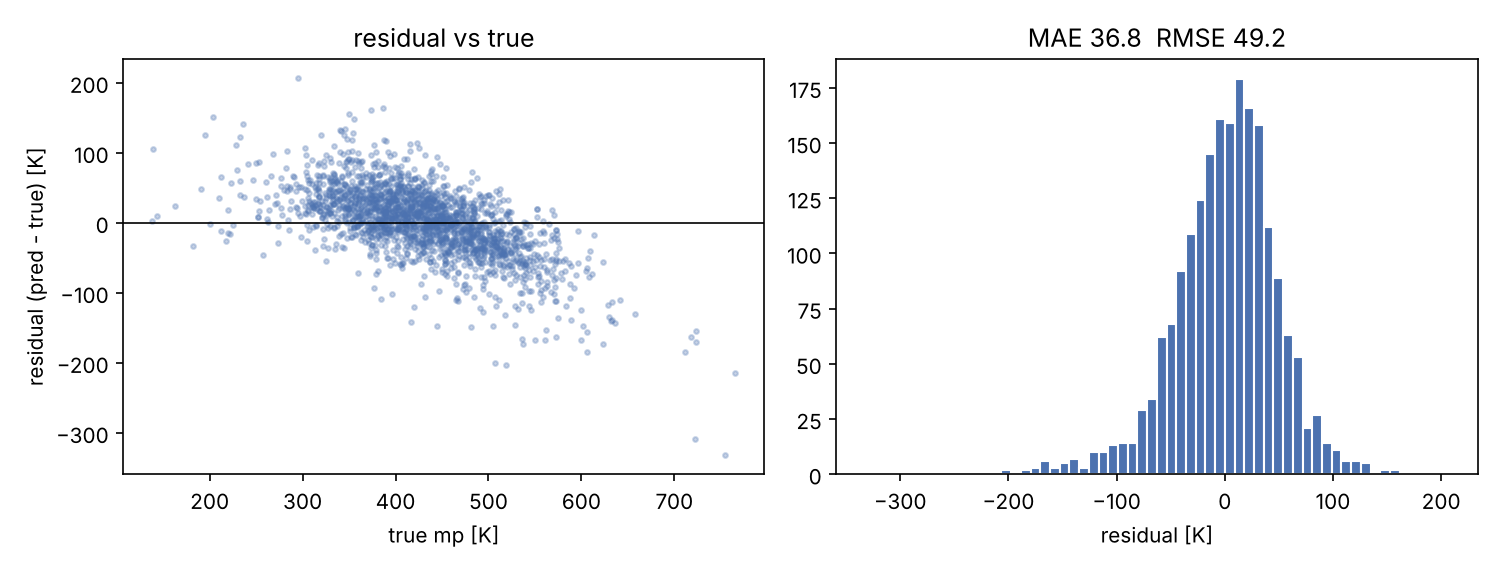 residual vs true
200
100
0
−100
−200
−300
residual (pred - true) [K]
200 300 400 500 600 700
true mp [K]
MAE 36.8  RMSE 49.2
175
150
125
100
75
50
25
0
−300 −200 −100 0 100 200
residual [K]